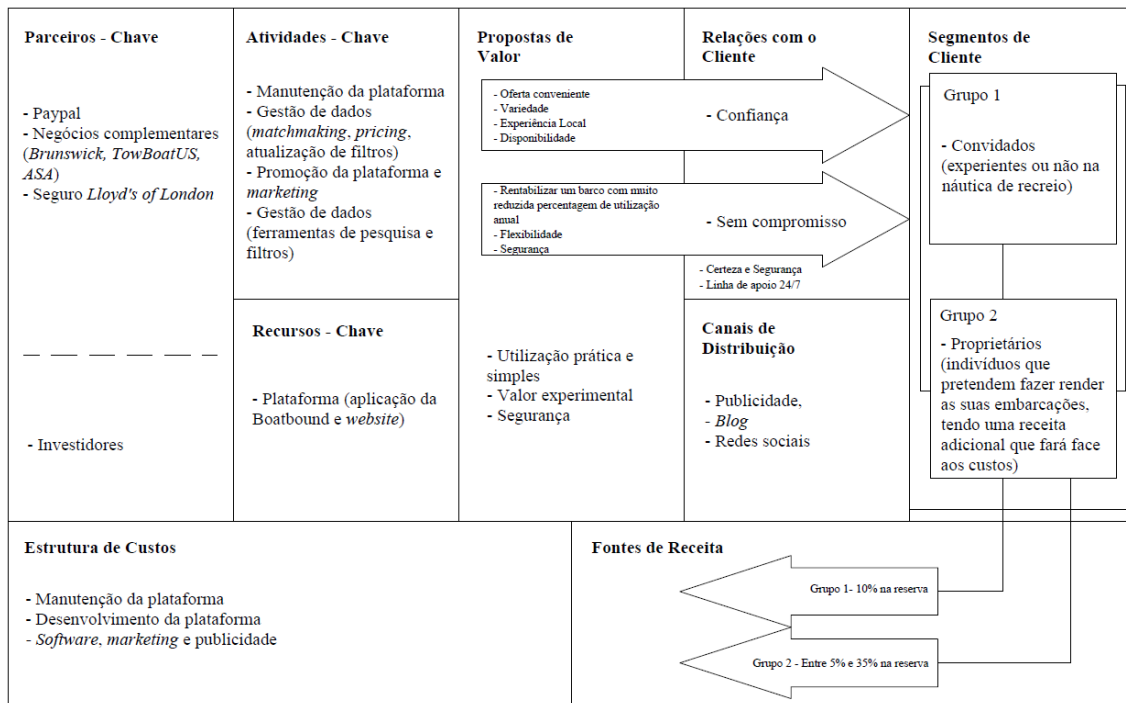 Parceiros - Chave
- Paypal
- Negócios complementares
(Brunswick, TowBoatUS,
ASA)
- Seguro Lloyd's of London
- Investidores
Atividades - Chave
- Manutenção da plataforma
- Gestão de dados
(matchmaking, pricing,
atualização de filtros)
- Promoção da plataforma e
marketing
- Gestão de dados
(ferramentas de pesquisa e
filtros)
Recursos - Chave
- Plataforma (aplicação da
Boatbound e website)
Propostas de
Valor
- Oferta conveniente
- Variedade
- Experiência Local
- Disponibilidade
- Rentabilizar um barco com muito
reduzida percentagem de utilização
anual
- Flexibilidade
- Segurança
- Utilização prática e
simples
- Valor experimental
- Segurança
Relações com o
Cliente
- Confiança
- Sem compromisso
- Certeza e Segurança
- Linha de apoio 24/7
Canais de
Distribuição
- Publicidade,
- Blog
- Redes sociais
Segmentos de
Cliente
Grupo 1
- Convidados
(experientes ou não na
náutica de recreio)
Grupo 2
- Proprietários
(indivíduos que
pretendem fazer render
as suas embarcações,
tendo uma receita
adicional que fará face
aos custos)
Estrutura de Custos
- Manutenção da plataforma
- Desenvolvimento da plataforma
- Software, marketing e publicidade
Fontes de Receita
Grupo 1- 10% na reserva
Grupo 2 - Entre 5% e 35% na reserva